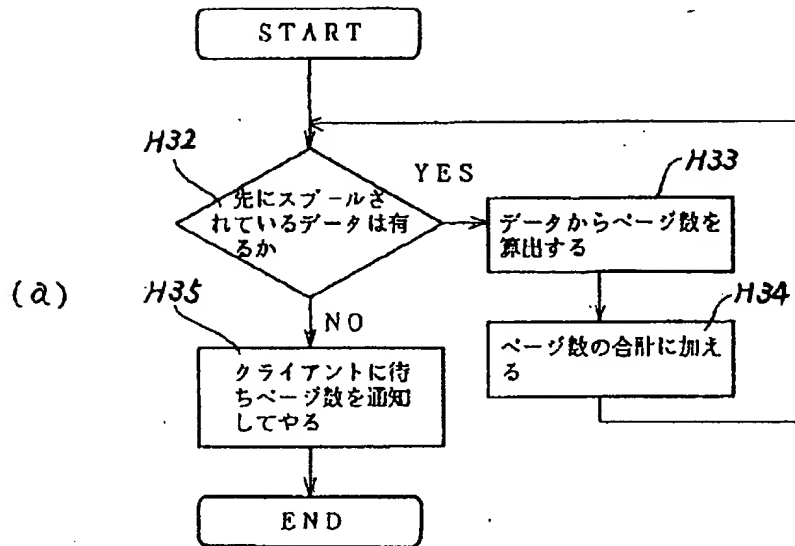 START
H32
YES
H33
先にスプールさ
れているデータは有
るか
データからページ数を
算出する
(a)
H35
NO
H34
ページ数の合計に加え
る
クライアントに待
ちページ数を通知
してやる
END